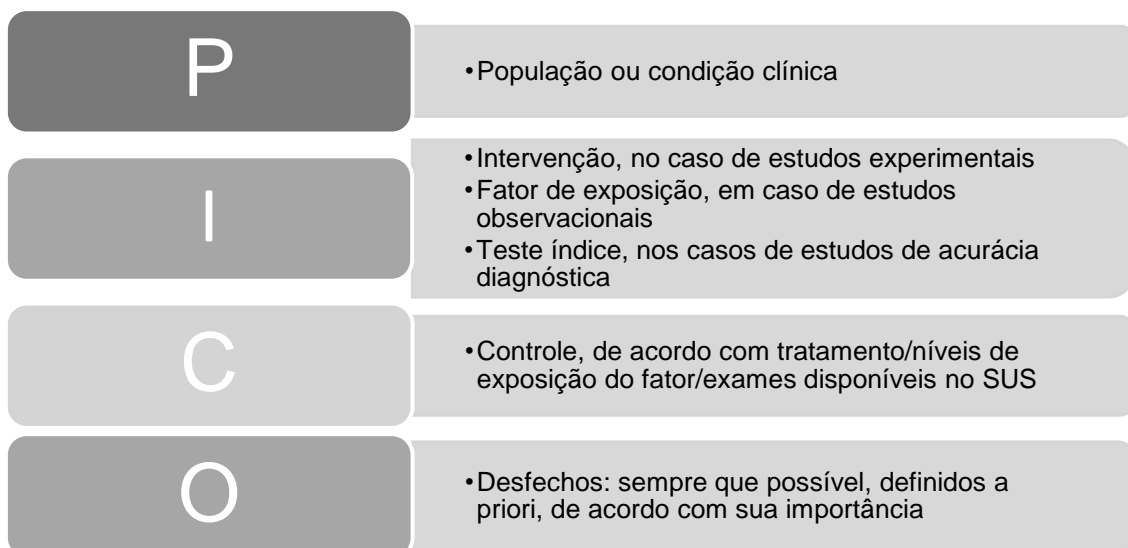 P
•População ou condição clínica
I
•Intervenção, no caso de estudos experimentais
•Fator de exposição, em caso de estudos
observacionais
•Teste índice, nos casos de estudos de acurácia
diagnóstica
C
•Controle, de acordo com tratamento/níveis de
exposição do fator/exames disponíveis no SUS
O
•Desfechos: sempre que possível, definidos a
priori, de acordo com sua importância